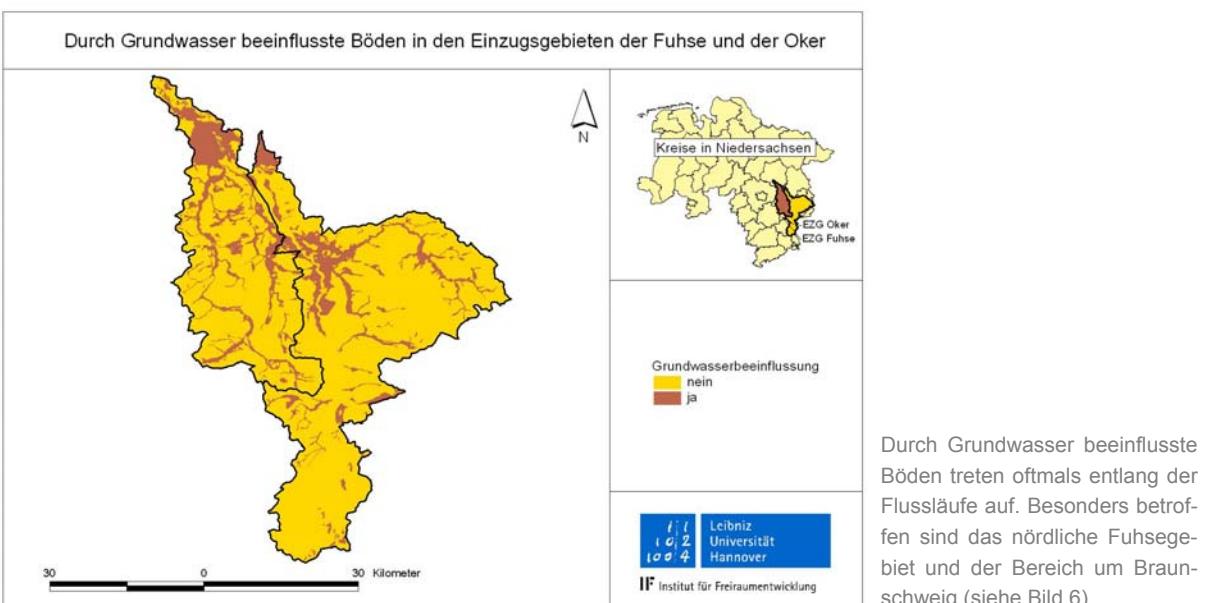 Durch Grundwasser beeinflusste Böden in den Einzugsgebieten der Fuhse und der Oker
N
30 0 30 Kilometer
Kreise in Niedersachsen
EZG Oker
EZG Fuhse
Grundwasserbeeinflussung
nein
ja
Leibniz
Universität
Hannover
IF Institut für Freiraumentwicklung
Durch Grundwasser beeinflusste
Böden treten oftmals entlang der
Flussläufe auf. Besonders betrof-
fen sind das nördliche Fuhsege-
biet und der Bereich um Braun-
schweig (siehe Bild 6)